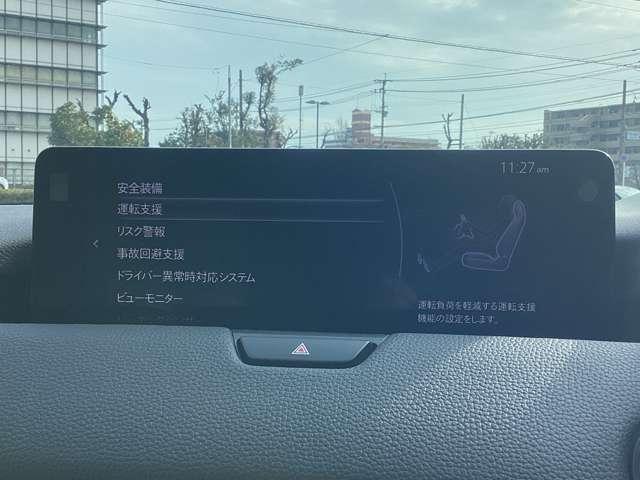 11:27 am
安全装備
運転支援
リスク警報
事故回避支援
ドライバー異常時対応システム
ビューモニター
運転負荷を軽減する運転支援
機能の設定をします。